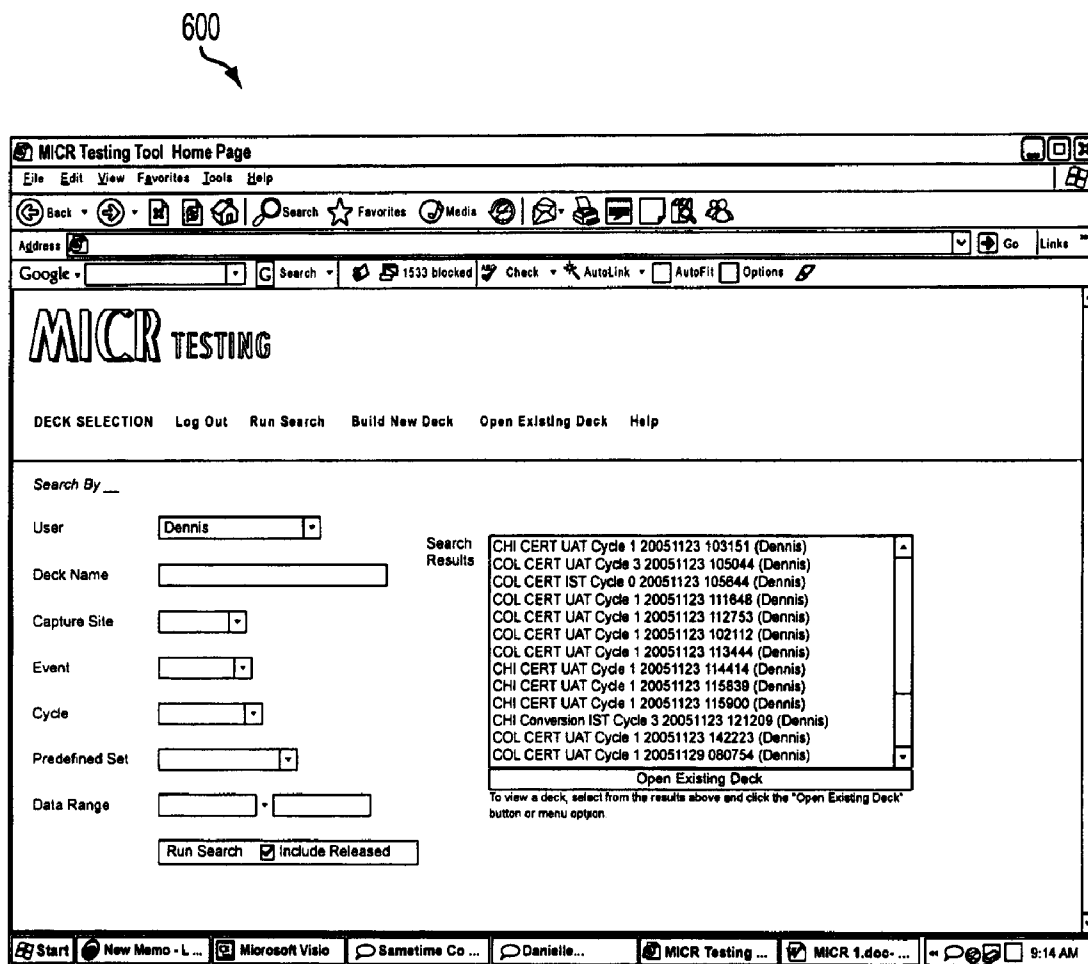 600
MICR Testing Tool Home Page
File Edit View Favorites Tools Help
Back Search Favorites Media
Address Go Links »
Google G Search 1533 blocked ABC Check AutoLink AutoFit Options
MICR TESTING
DECK SELECTION Log Out Run Search Build New Deck Open Existing Deck Help
Search By __
User Dennis
Deck Name
Capture Site
Event
Cycle
Predefined Set
Data Range -
Run Search Include Released
Search Results
CHI CERT UAT Cycle 1 20051123 103151 (Dennis)
COL CERT UAT Cycle 3 20051123 105044 (Dennis)
COL CERT IST Cycle 0 20051123 105644 (Dennis)
COL CERT UAT Cycle 1 20051123 111648 (Dennis)
COL CERT UAT Cycle 1 20051123 112753 (Dennis)
COL CERT UAT Cycle 1 20051123 102112 (Dennis)
COL CERT UAT Cycle 1 20051123 113444 (Dennis)
CHI CERT UAT Cycle 1 20051123 114414 (Dennis)
CHI CERT UAT Cycle 1 20051123 115839 (Dennis)
CHI CERT UAT Cycle 1 20051123 115900 (Dennis)
CHI Conversion IST Cycle 3 20051123 121209 (Dennis)
COL CERT UAT Cycle 1 20051123 142223 (Dennis)
COL CERT UAT Cycle 1 20051129 080754 (Dennis)
Open Existing Deck
To view a deck, select from the results above and click the "Open Existing Deck"
button or menu option
Start New Memo - L ... Microsoft Visio Sametime Co ... Danielle... MICR Testing ... MICR 1.doc- ... « 9:14 AM